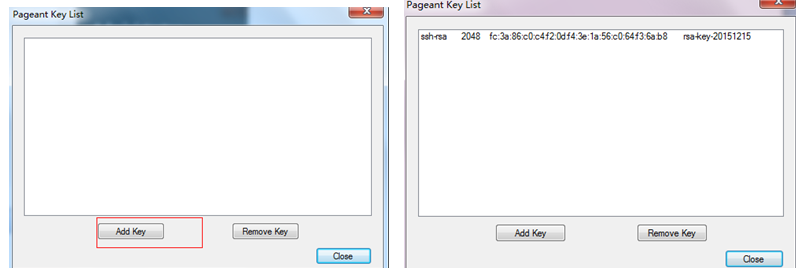 Pageant Key List
Add Key
Remove Key
Close
Pageant Key List
ssh-rsa 2048 fc:3a:86:c0:c4:f2:0d:f4:3e:1a:56:c0:64:f3:6a:b8 rsa-key-20151215
Add Key
Remove Key
Close